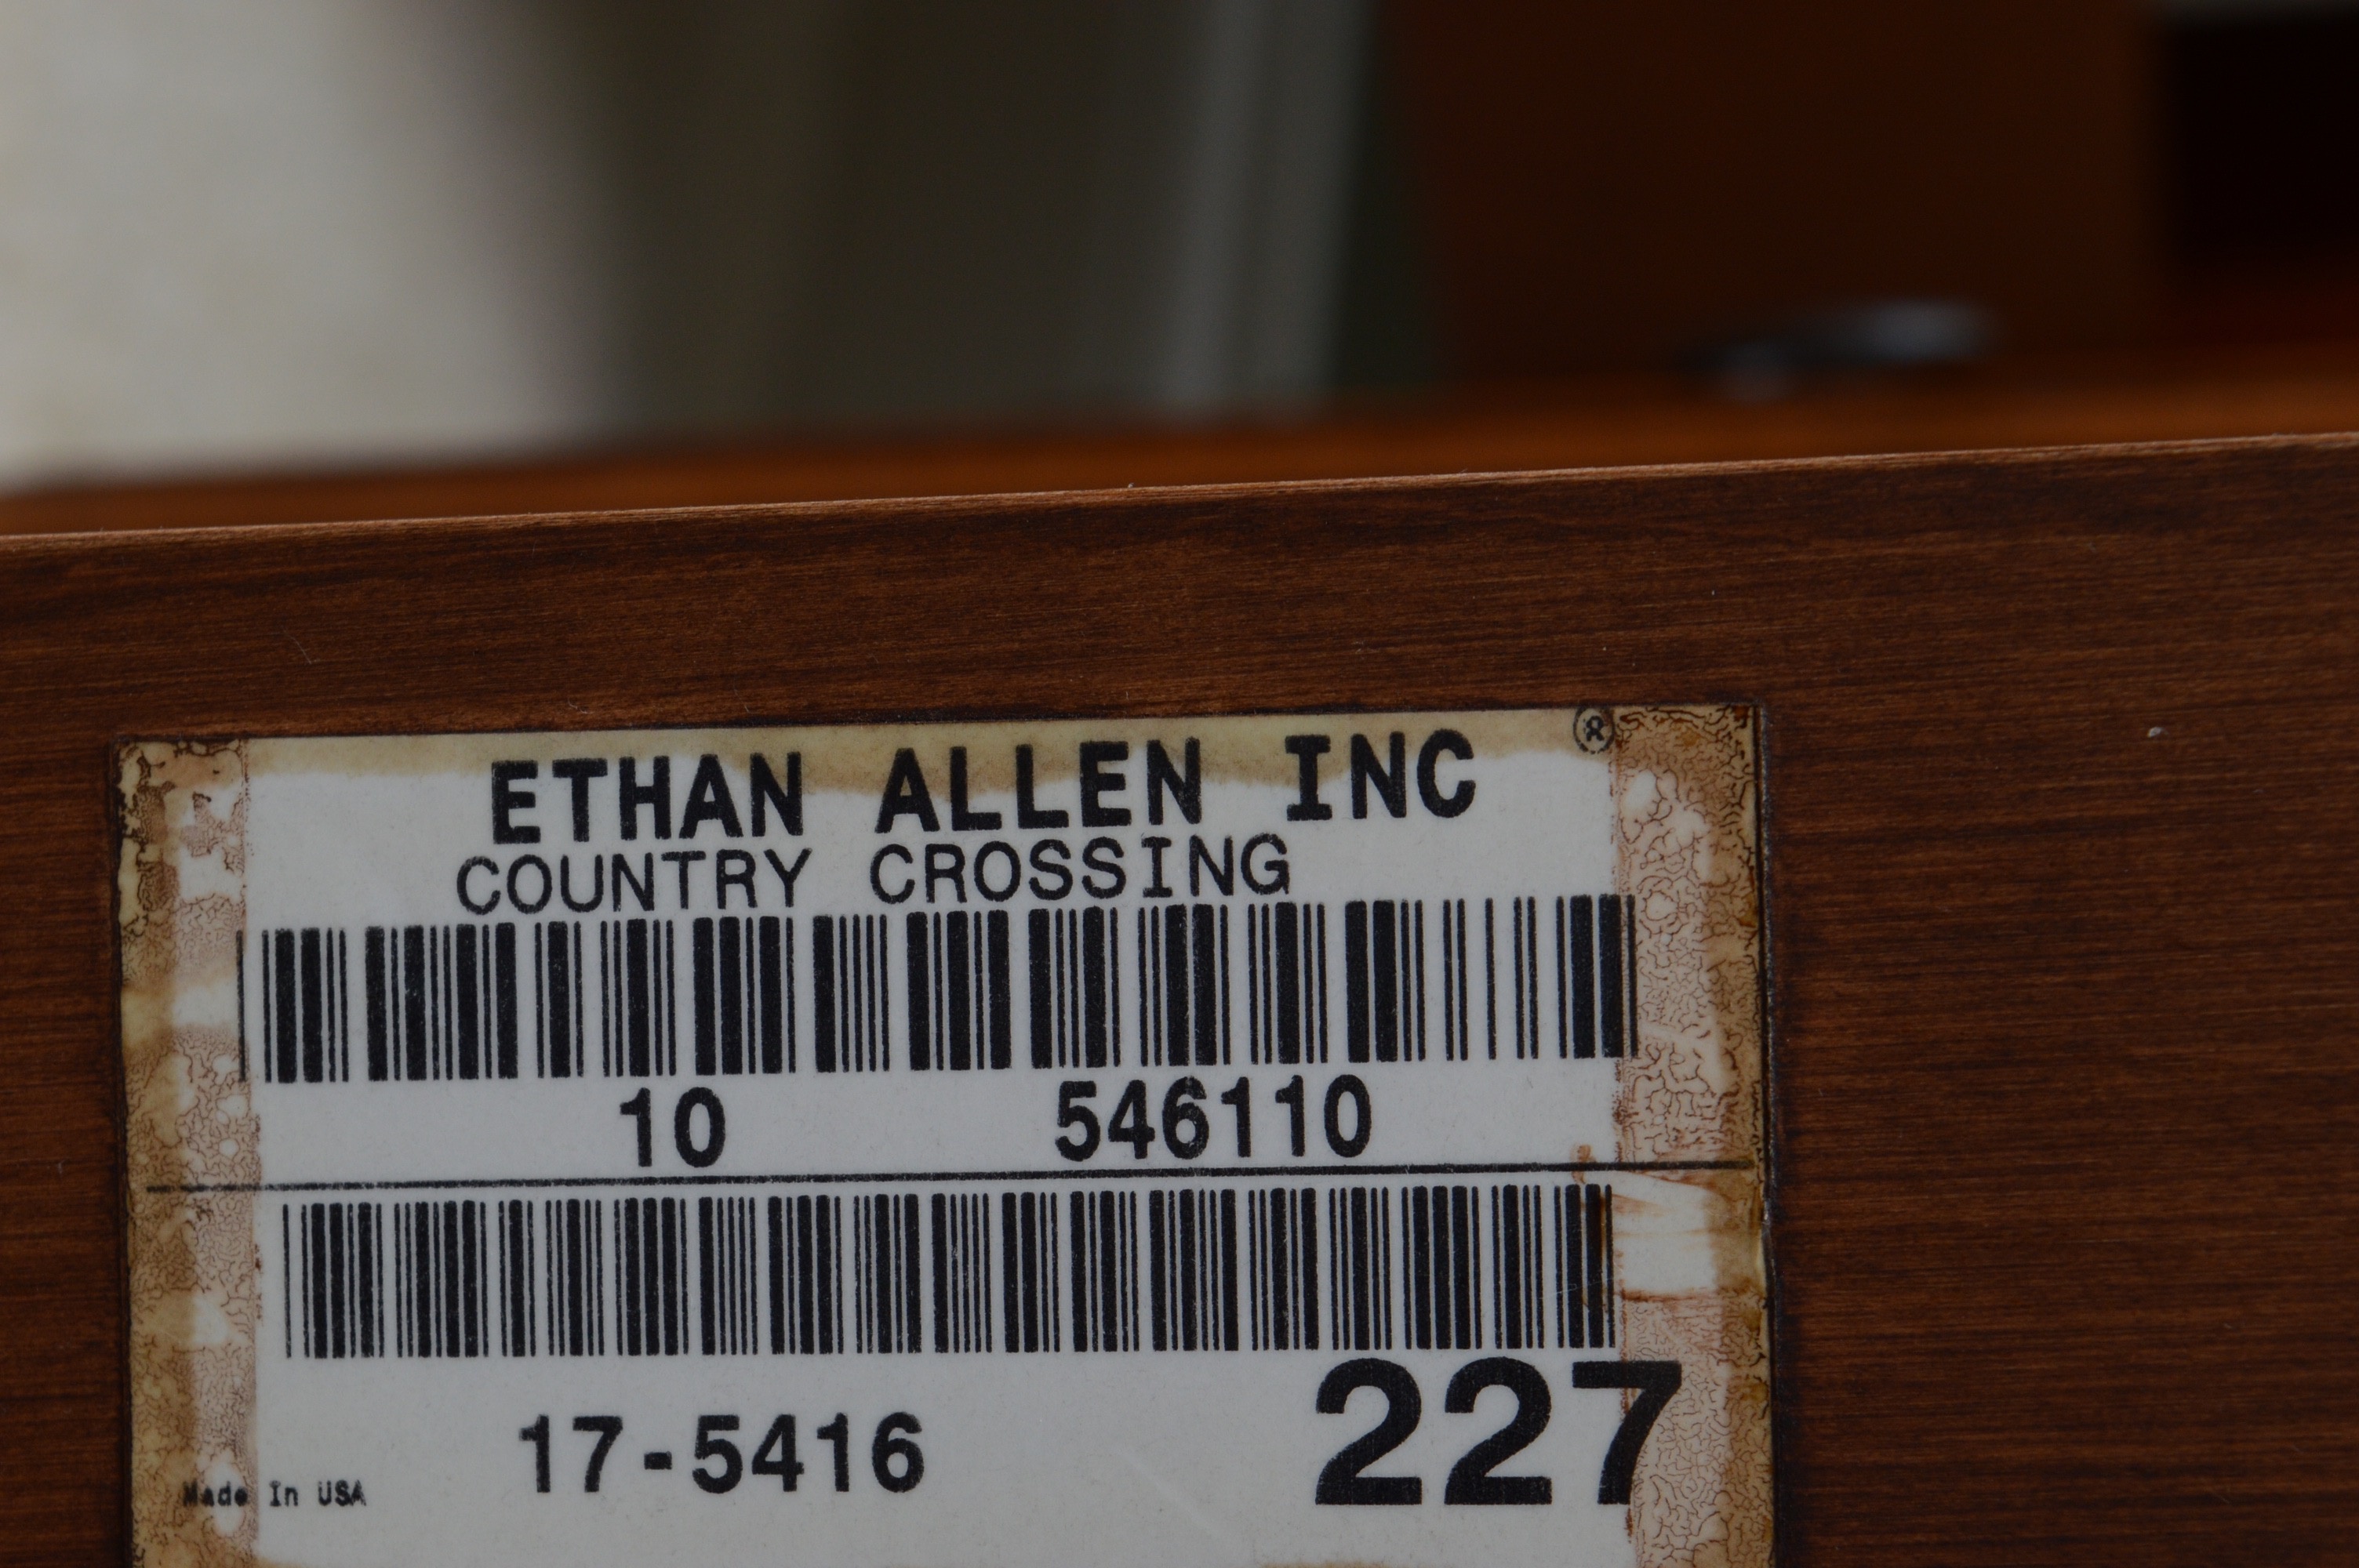 ETHAN ALLEN INC ®
COUNTRY CROSSING
10 546110
17-5416 227
Made In USA